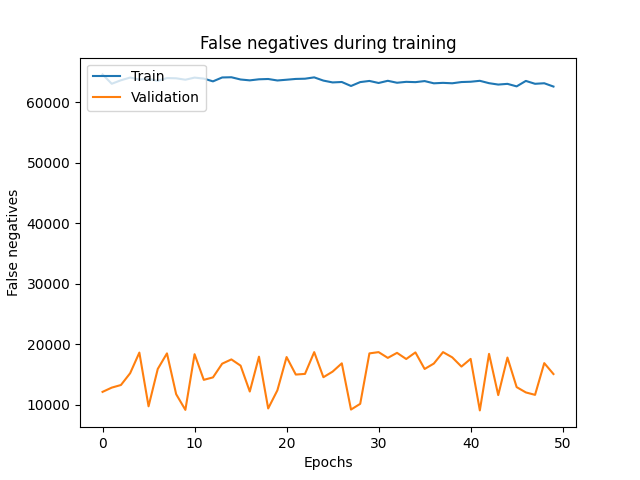 False negatives during training
Train
Validation
False negatives
60000
50000
40000
30000
20000
10000
0
10
20
30
40
50
Epochs